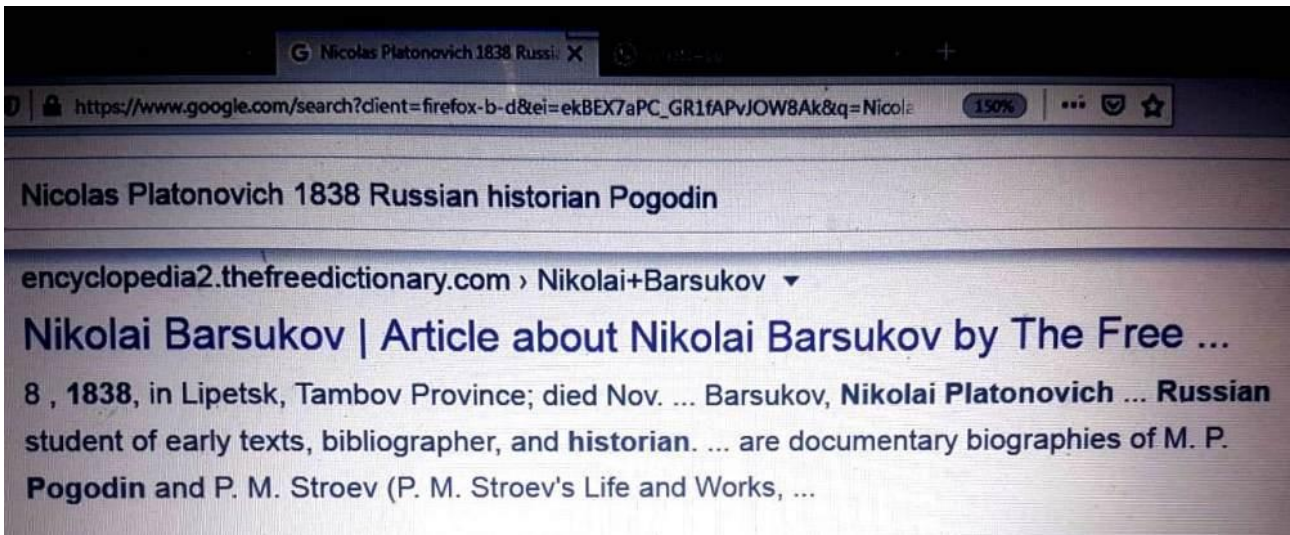 G Nicolas Platonovich 1838 Russia X
https://www.google.com/search?client=firefox-b-d&ei=ekBEX7aPC_GR1fAPvJOW8Ak&q=Nicola 150%
Nicolas Platonovich 1838 Russian historian Pogodin
encyclopedia2.thefreedictionary.com › Nikolai+Barsukov
Nikolai Barsukov | Article about Nikolai Barsukov by The Free ...
8 , 1838, in Lipetsk, Tambov Province; died Nov. ... Barsukov, Nikolai Platonovich ... Russian
student of early texts, bibliographer, and historian. ... are documentary biographies of M. P.
Pogodin and P. M. Stroev (P. M. Stroev's Life and Works, ...